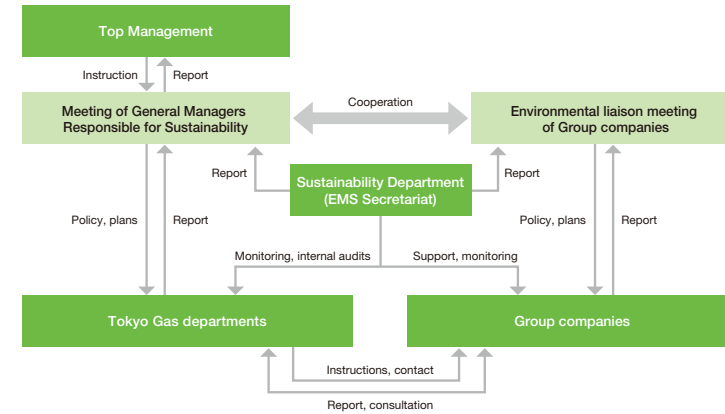 Top Management
Instruction
Report
Meeting of General Managers
Responsible for Sustainability
Cooperation
Environmental liaison meeting
of Group companies
Report
Sustainability Department
(EMS Secretariat)
Report
Policy, plans
Report
Policy, plans
Report
Monitoring, internal audits
Support, monitoring
Tokyo Gas departments
Group companies
Instructions, contact
Report, consultation